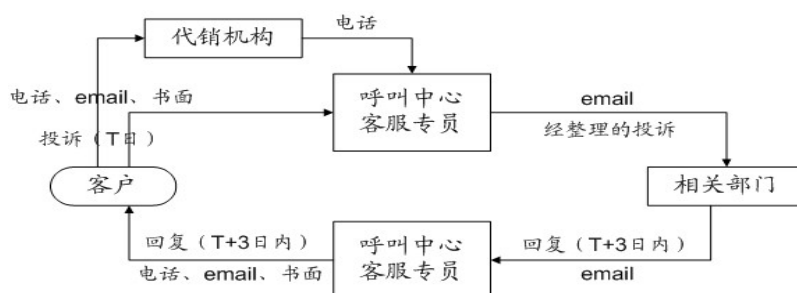 代销机构
电话
电话、email、书面
投诉（T日）
呼叫中心
客服专员
email
经整理的投诉
客户
相关部门
回复（T+3日内）
电话、email、书面
呼叫中心
客服专员
回复（T+3日内）
email